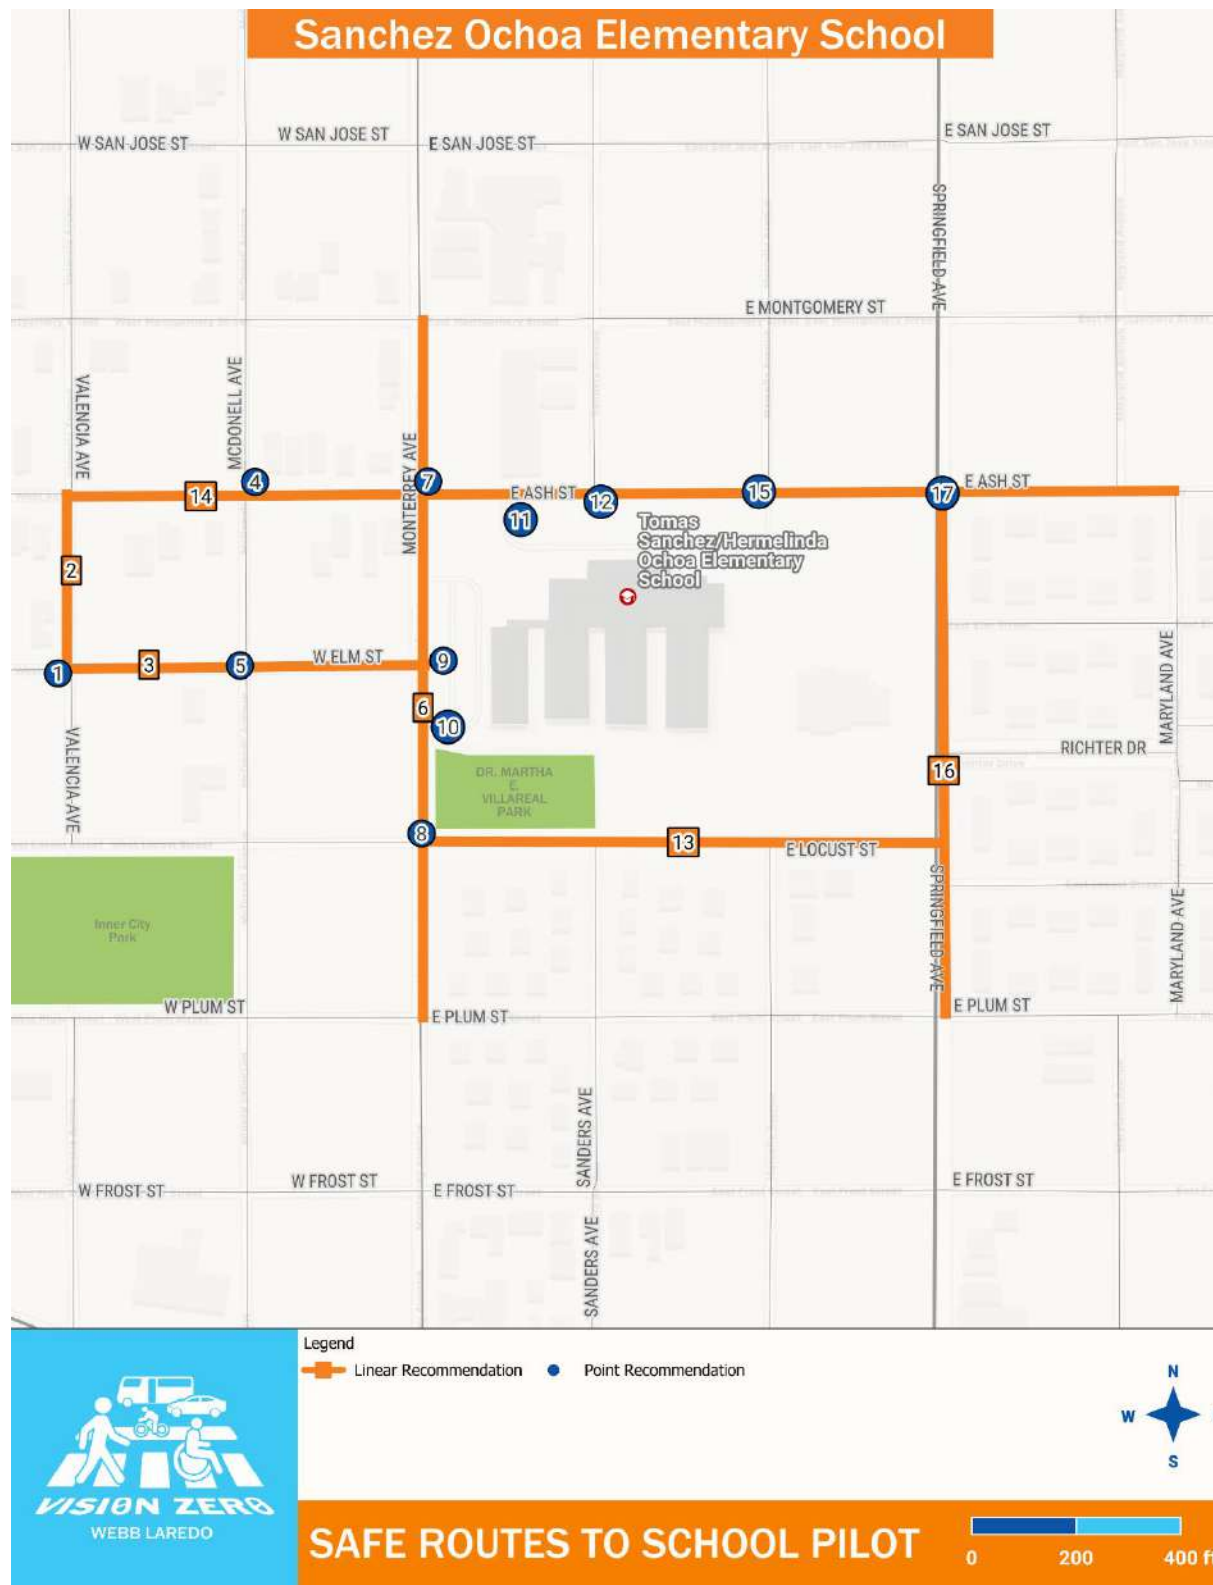 Sanchez Ochoa Elementary School
W SAN JOSE ST
W SAN JOSE ST
E SAN JOSE ST
E SAN JOSE ST
SPRINGFIELD AVE
E MONTGOMERY ST
VALENCIA AVE
MCDONELL AVE
MONTERREY AVE
14
4
7
E ASH ST
12
15
17
E ASH ST
11
Tomas
Sanchez/Hermelinda
Ochoa Elementary
School
2
1
3
5
W ELM ST
9
6
10
MARYLAND AVE
RICHTER DR
VALENCIA AVE
DR. MARTHA
E.
VILLAREAL
PARK
16
8
13
E LOCUST ST
SPRINGFIELD AVE
MARYLAND AVE
Inner City
Park
W PLUM ST
E PLUM ST
E PLUM ST
SANDERS AVE
W FROST ST
W FROST ST
E FROST ST
E FROST ST
SANDERS AVE
Legend
Linear Recommendation
Point Recommendation
N
W
S
VISION ZERO
WEBB LAREDO
SAFE ROUTES TO SCHOOL PILOT
0 200 400 f